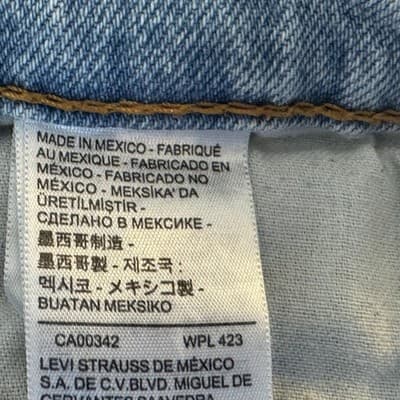 MADE IN MEXICO - FABRIQUÉ
AU MEXIQUE - FABRICADO EN
MÉXICO - FABRICADO NO
MÉXICO - MEKSİKA' DA
ÜRETİLMİŞTİR -
СДЕЛАНО В МЕКСИКЕ -
墨西哥制造 -
墨西哥製 - 제조국 :
멕시코 - メキシコ製 -
BUATAN MEKSIKO
CA00342 WPL 423
LEVI STRAUSS DE MÉXICO
S.A. DE C.V.BLVD. MIGUEL DE
CERVANTES SAAVEDRA